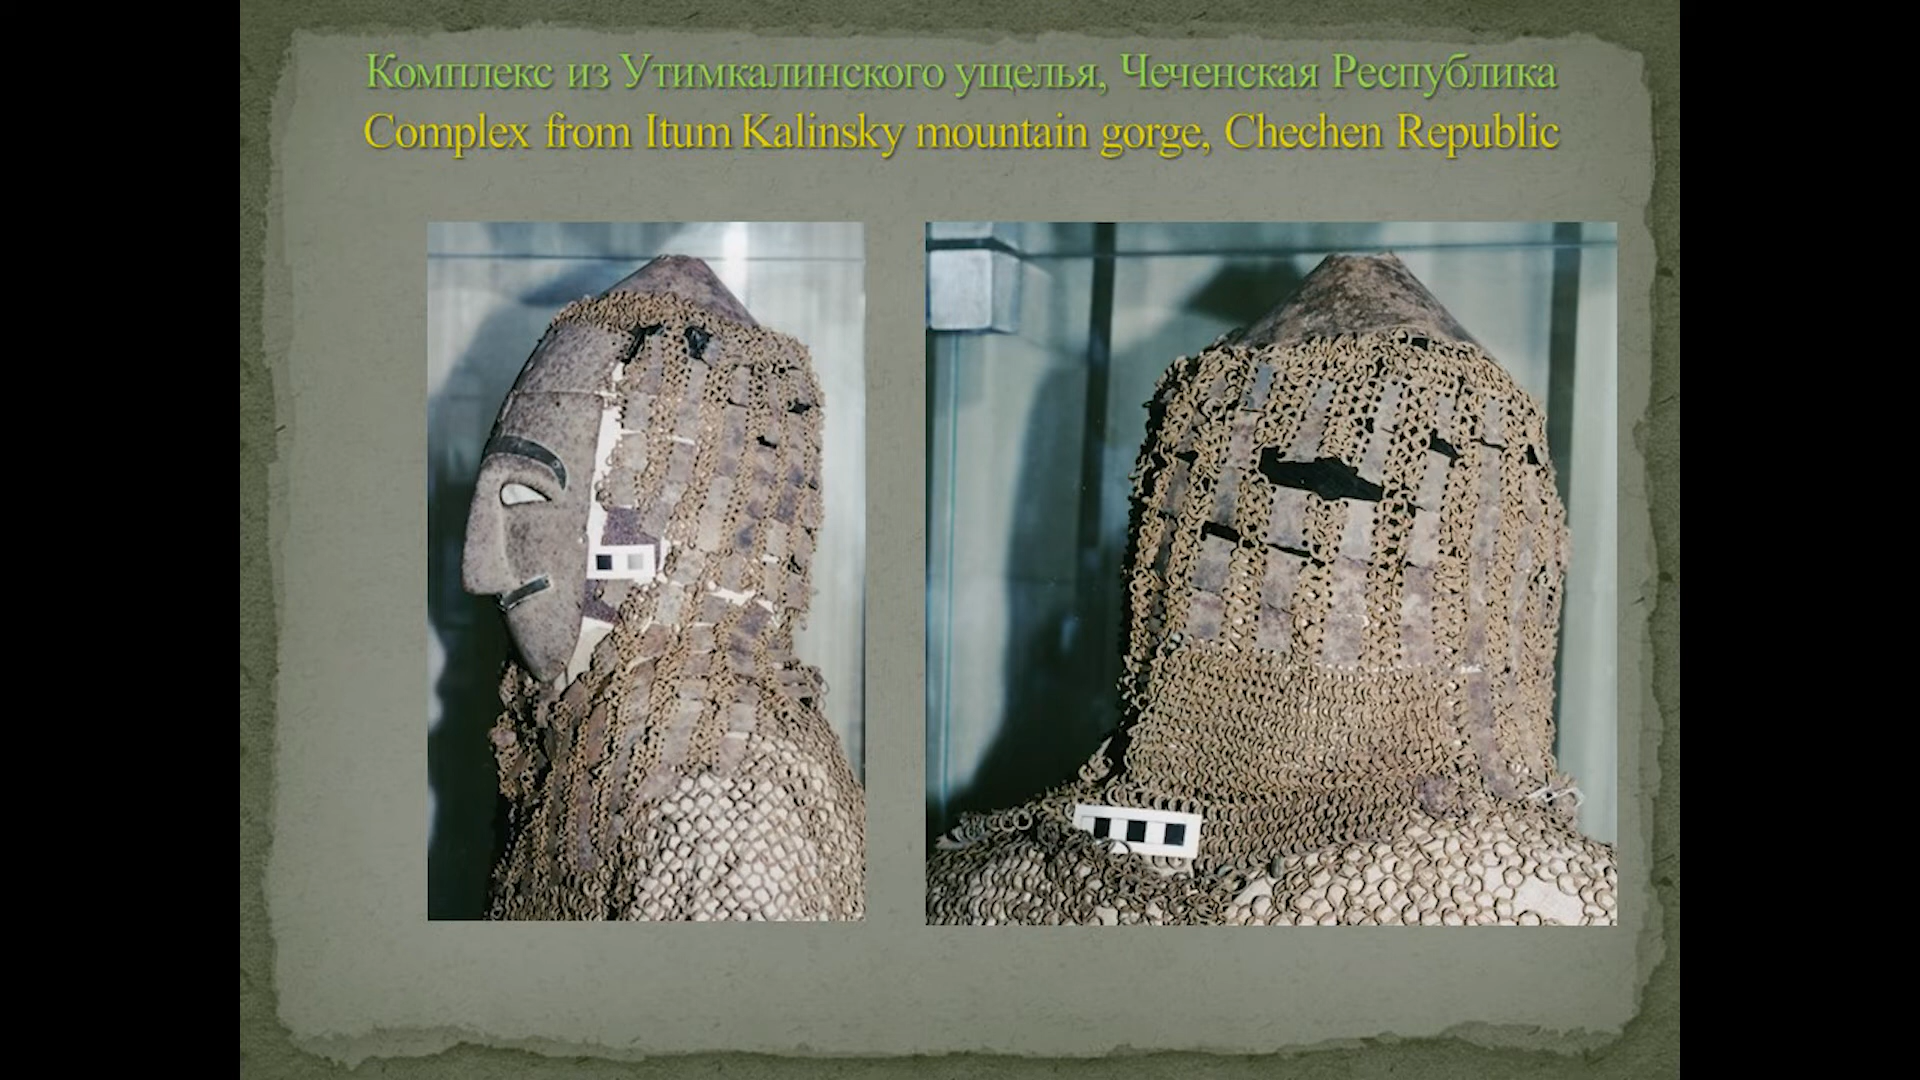 Комплекс из Утимкалинского ущелья, Чеченская Республика
Complex from Itum Kalinsky mountain gorge, Chechen Republic